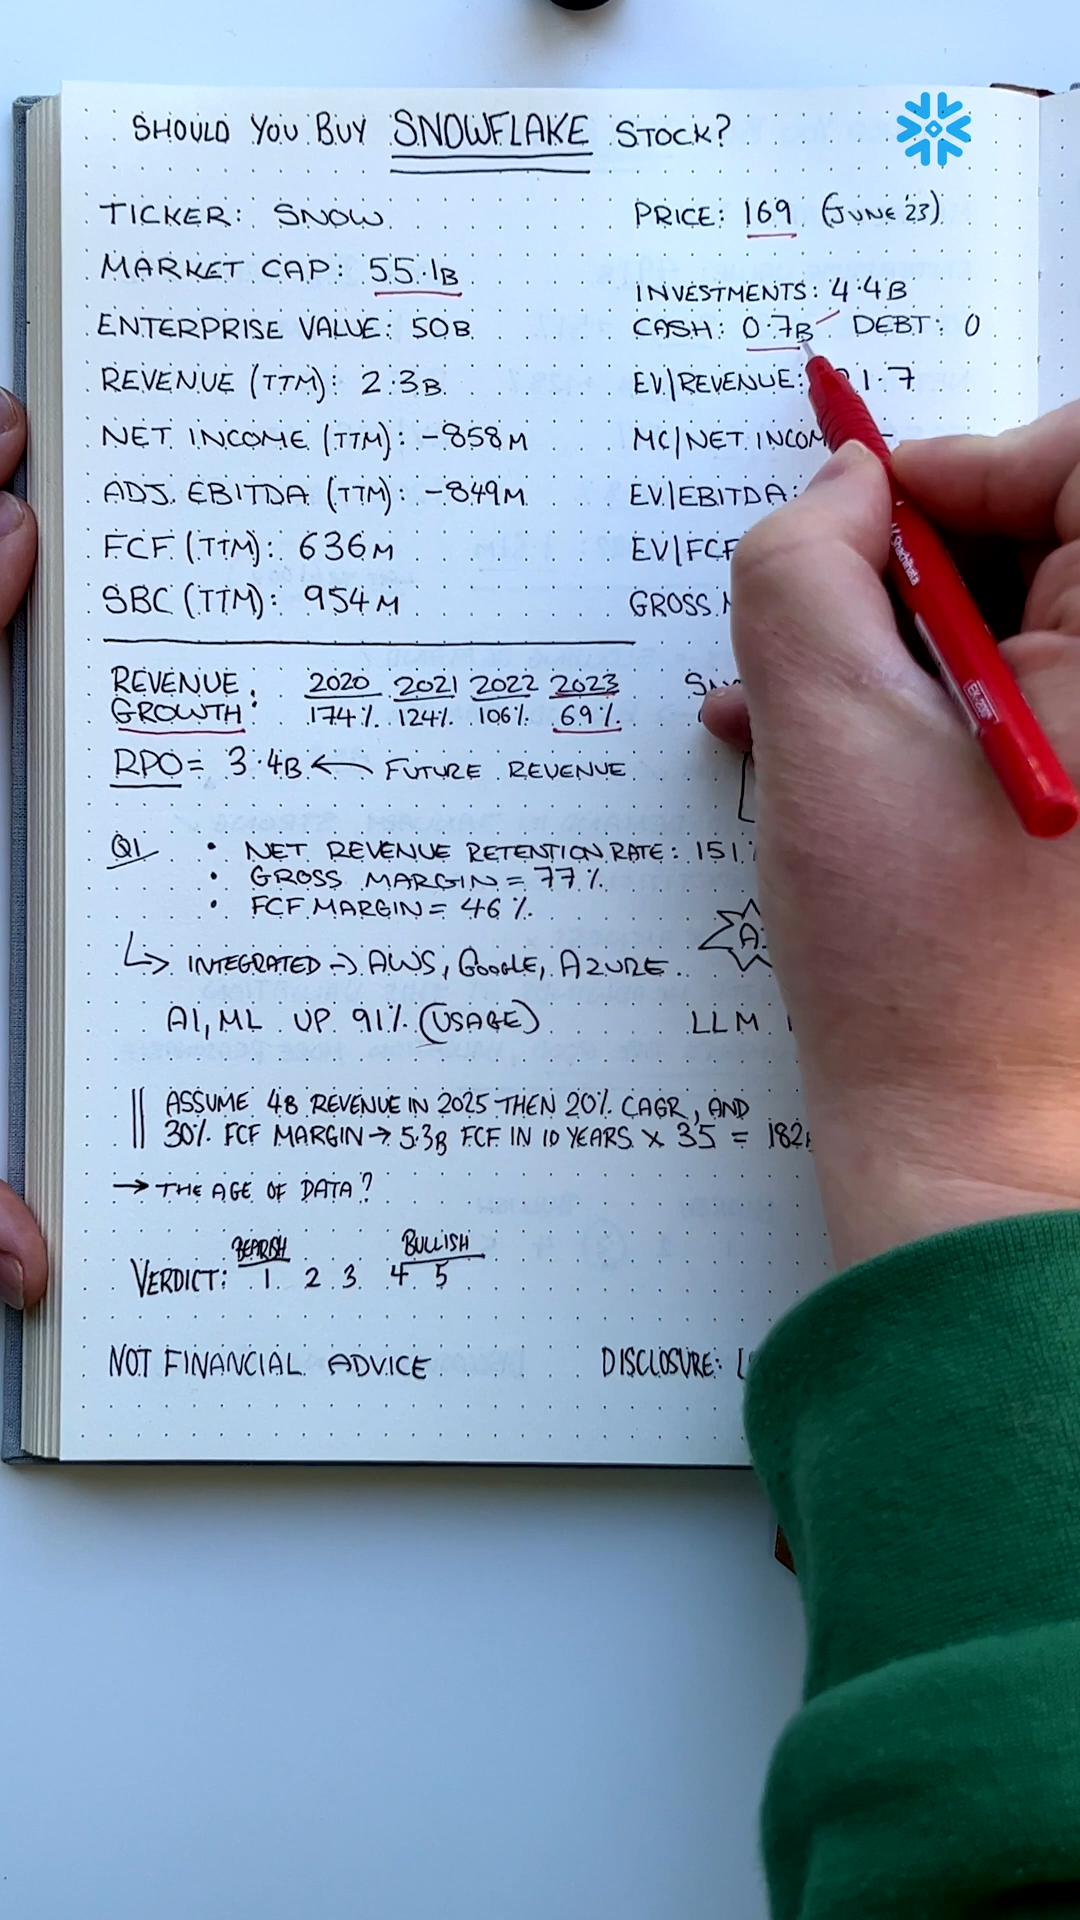 SHOULD YOU BUY SNOWFLAKE STOCK?
TICKER: SNOW
PRICE: 169 (JUNE '23)
MARKET CAP: 55.1B
INVESTMENTS: 4.4B
ENTERPRISE VALUE: 50B
CASH: 0.7B DEBT: 0
REVENUE (TTM): 2.3B
EV/REVENUE: 1.7
NET INCOME (TTM): -858M
MC/NET INCOM
ADJ. EBITDA (TTM): -849M
EV/EBITDA:
FCF (TTM): 636M
EV/FCF
SBC (TTM): 954M
GROSS
REVENUE GROWTH:
2020 2021 2022 2023
174% 124% 106% 69%
RPO = 3.4B ← FUTURE REVENUE
Q1 • NET REVENUE RETENTION RATE: 151%
• GROSS MARGIN = 77%
• FCF MARGIN = 46%
↳ INTEGRATED → AWS, GOOGLE, AZURE
AI, ML UP 91% (USAGE)
LLM
ASSUME 4B REVENUE IN 2025 THEN 20% CAGR, AND
30% FCF MARGIN → 5.3B FCF IN 10 YEARS × 35 = 182
→ THE AGE OF DATA?
BEARISH BULLISH
VERDICT: 1 2 3 4 5
NOT FINANCIAL ADVICE
DISCLOSURE:
Shachihata